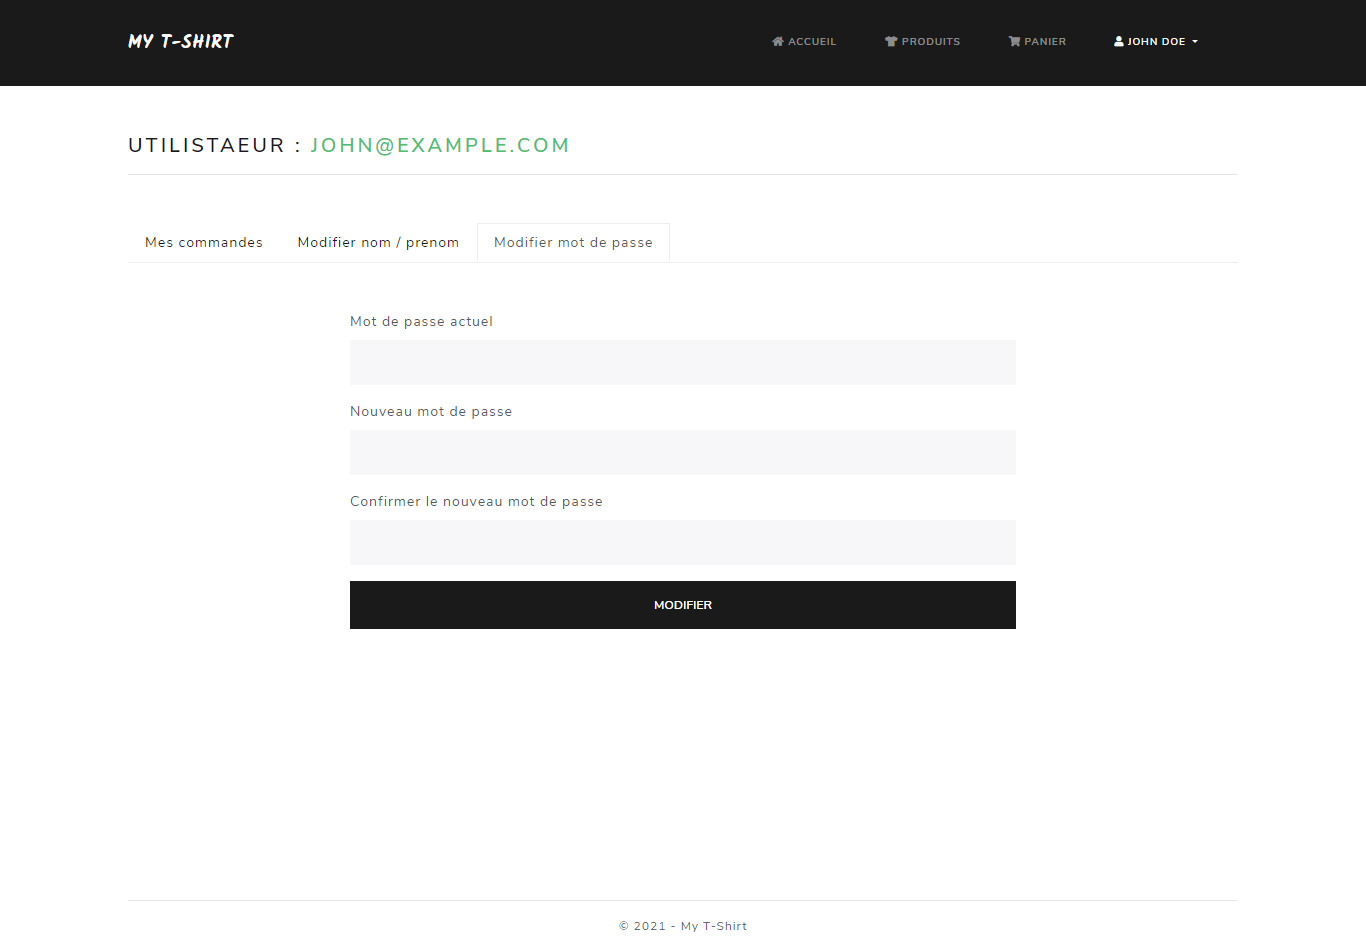 MY T-SHIRT
ACCUEIL PRODUITS PANIER JOHN DOE
UTILISTAEUR : JOHN@EXAMPLE.COM
Mes commandes Modifier nom / prenom Modifier mot de passe
Mot de passe actuel
Nouveau mot de passe
Confirmer le nouveau mot de passe
MODIFIER
© 2021 - My T-Shirt